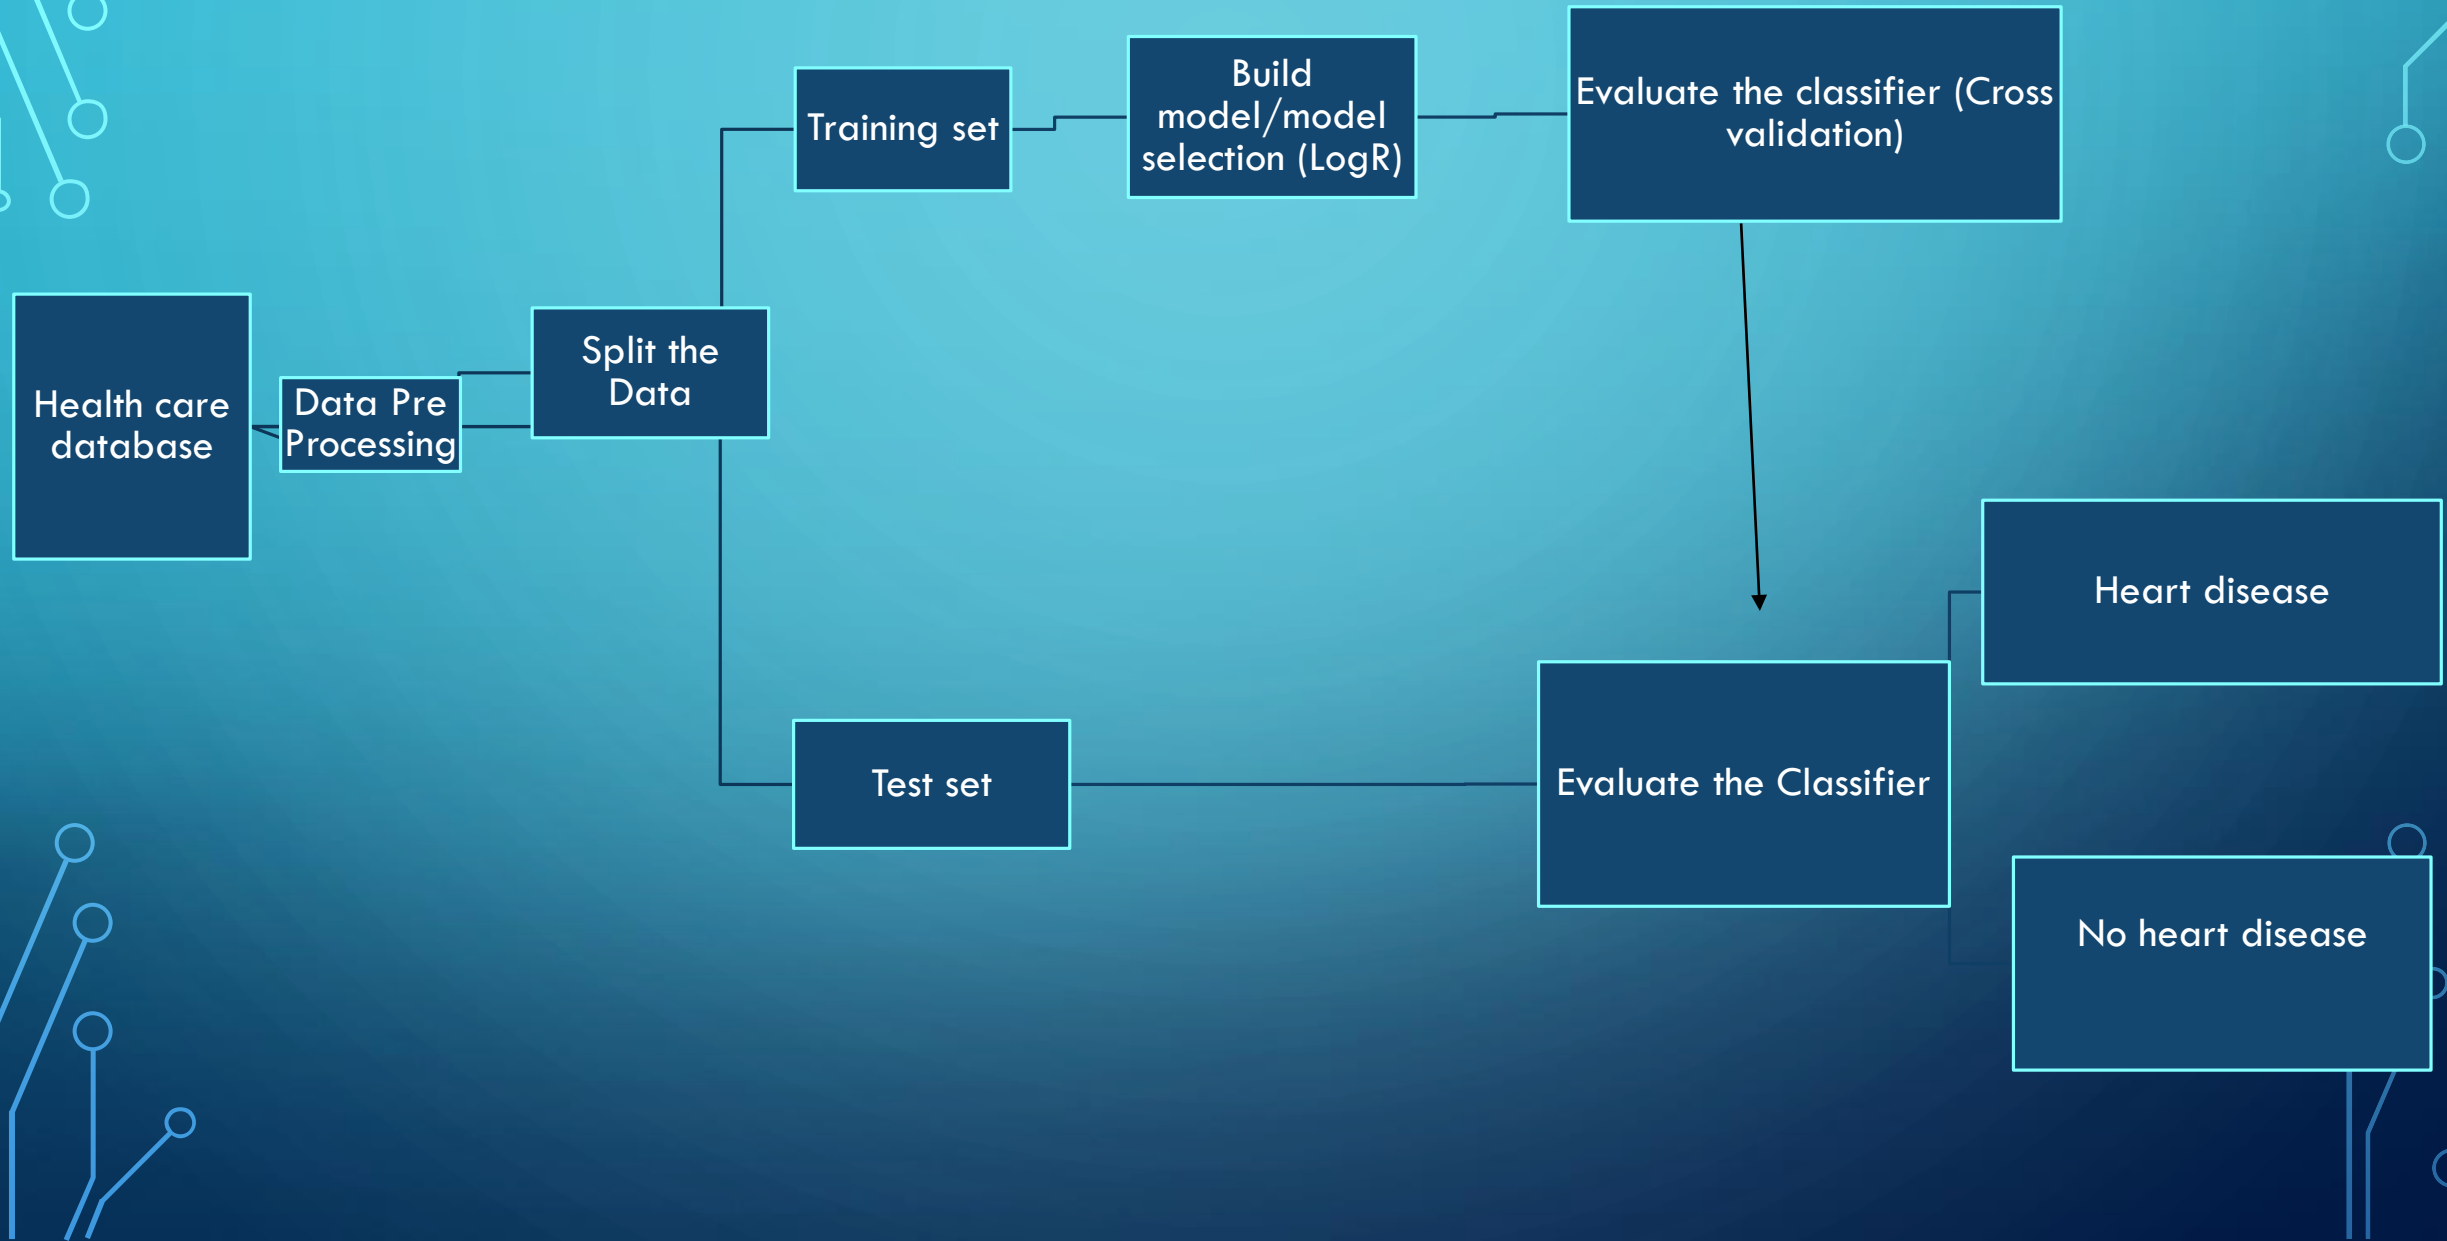 Health care
database
Data Pre
Processing
Split the
Data
Training set
Build
model/model
selection (LogR)
Evaluate the classifier (Cross
validation)
Test set
Evaluate the Classifier
Heart disease
No heart disease